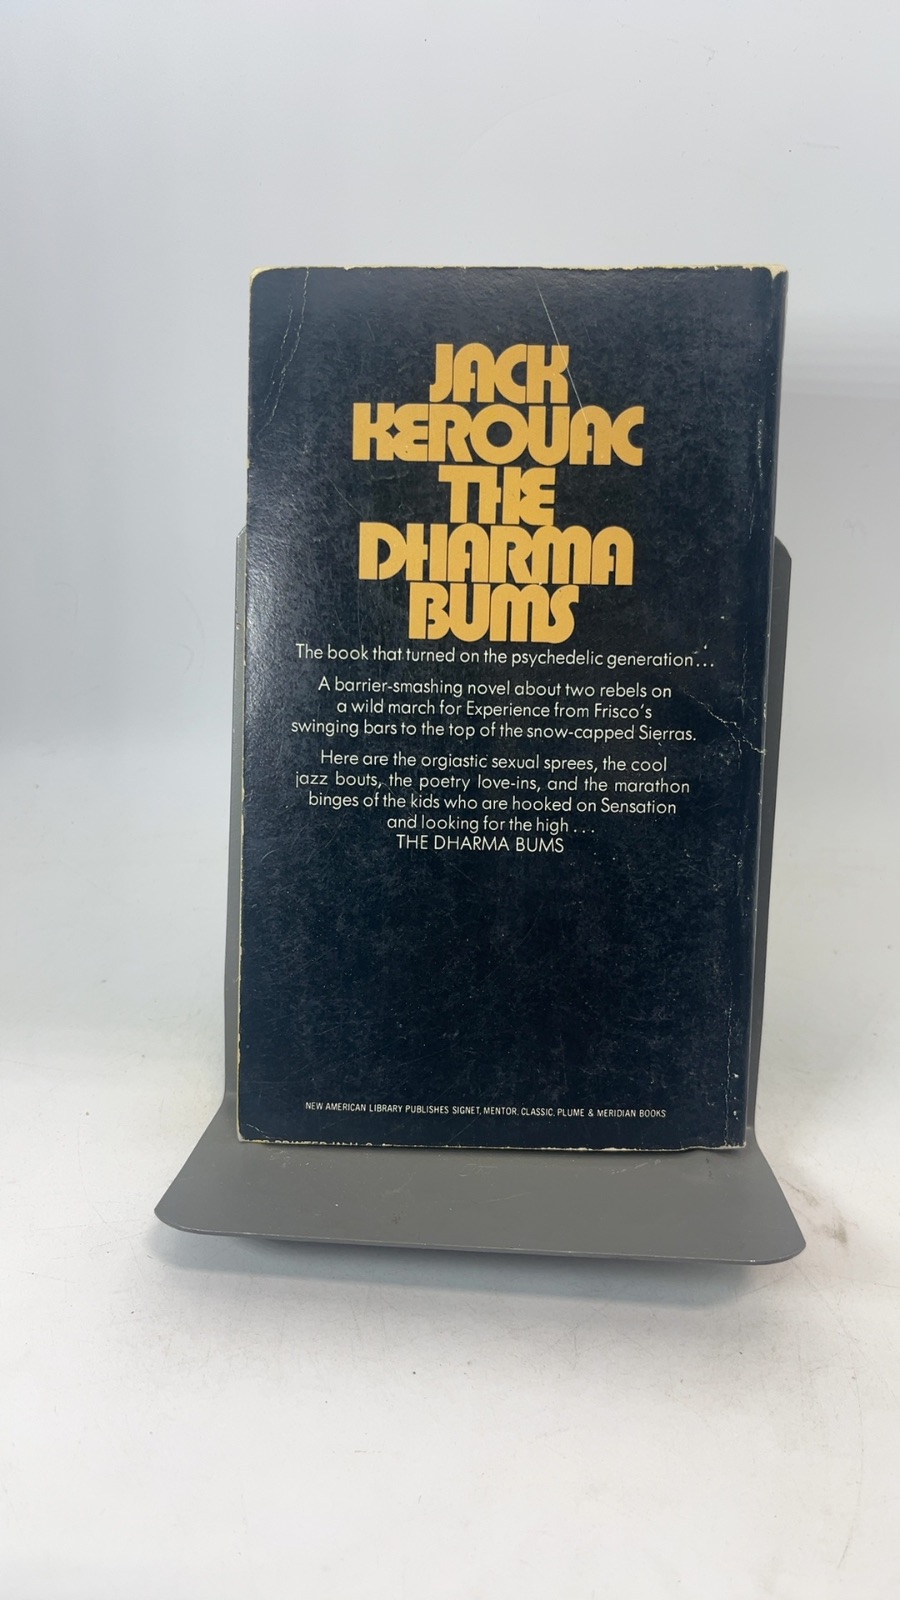 JACK
KEROUAC
THE
DHARMA
BUMS
The book that turned on the psychedelic generation...
A barrier-smashing novel about two rebels on
a wild march for Experience from Frisco's
swinging bars to the top of the snow-capped Sierras.
Here are the orgiastic sexual sprees, the cool
jazz bouts, the poetry love-ins, and the marathon
binges of the kids who are hooked on Sensation
and looking for the high...
THE DHARMA BUMS
NEW AMERICAN LIBRARY PUBLISHES SIGNET, MENTOR, CLASSIC, PLUME & MERIDIAN BOOKS